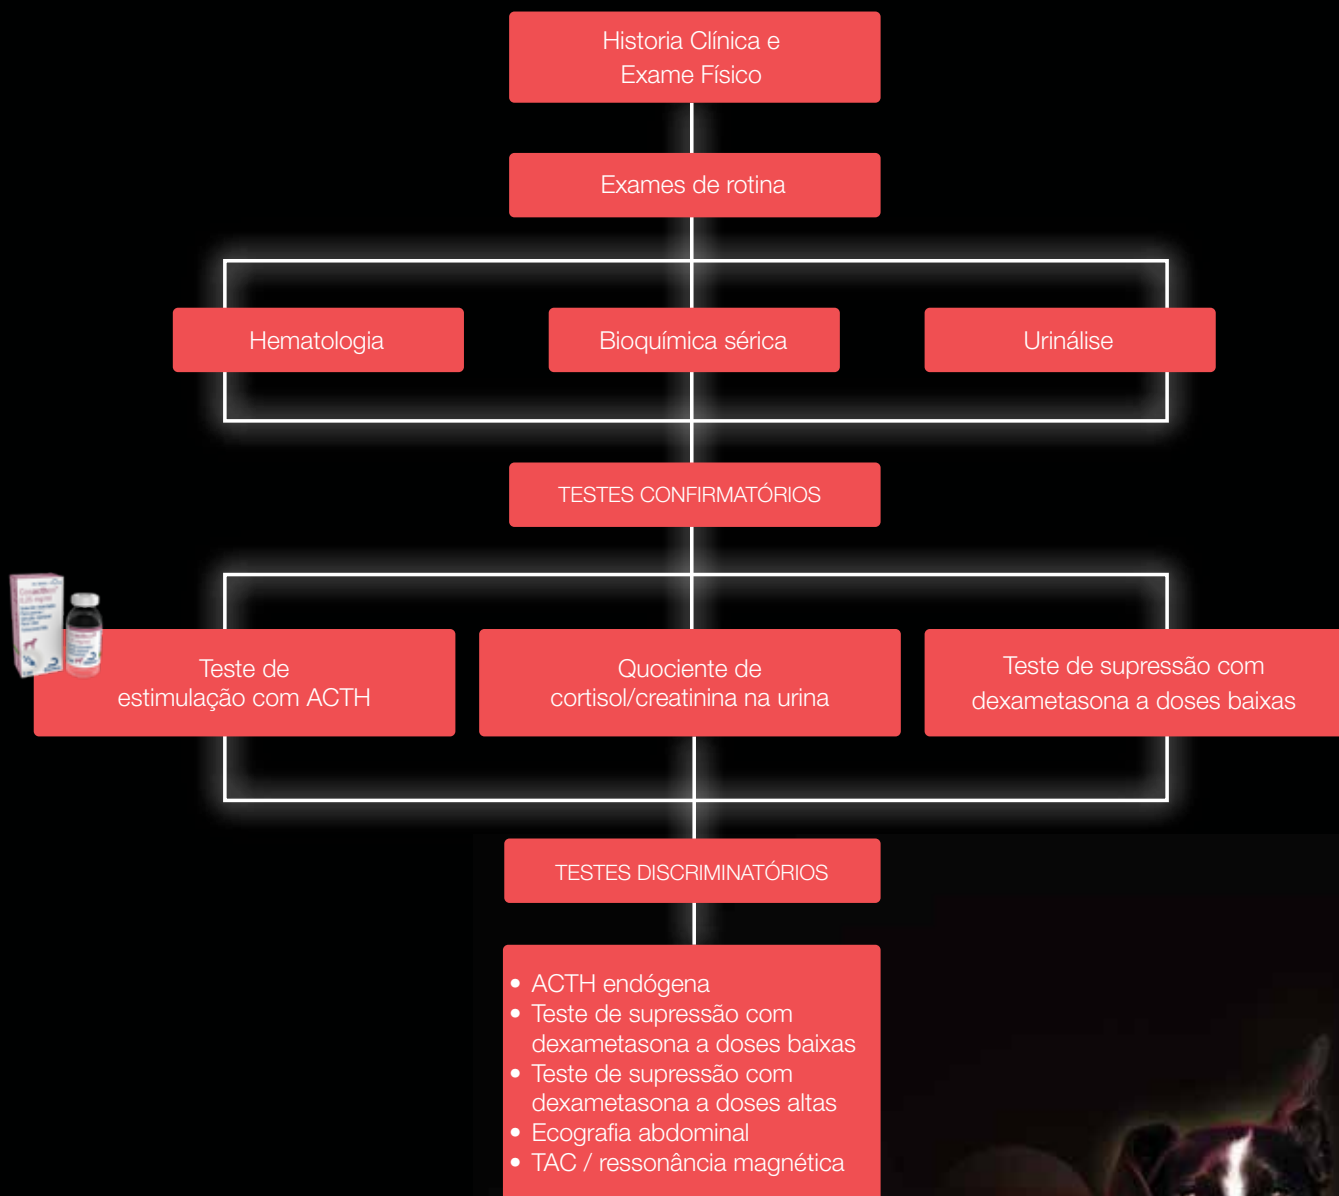 Historia Clínica e
Exame Físico
Exames de rotina
Hematologia
Bioquímica sérica
Urinálise
TESTES CONFIRMATÓRIOS
Teste de
estimulação com ACTH
Quociente de
cortisol/creatinina na urina
Teste de supressão com
dexametasona a doses baixas
TESTES DISCRIMINATÓRIOS
• ACTH endógena
• Teste de supressão com
dexametasona a doses baixas
• Teste de supressão com
dexametasona a doses altas
• Ecografia abdominal
• TAC / ressonância magnética